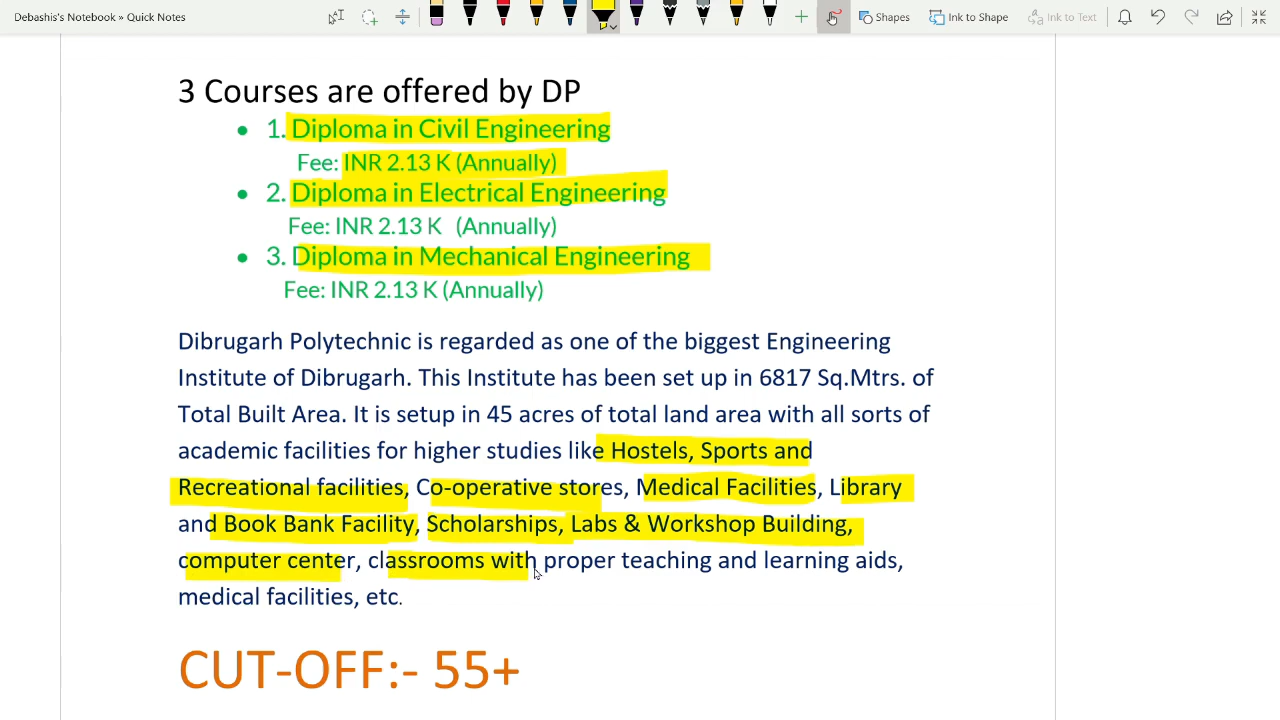 Debashis's Notebook » Quick Notes
Shapes
Ink to Shape
Ink to Text
3 Courses are offered by DP
• 1. Diploma in Civil Engineering
Fee: INR 2.13 K (Annually)
• 2. Diploma in Electrical Engineering
Fee: INR 2.13 K (Annually)
• 3. Diploma in Mechanical Engineering
Fee: INR 2.13 K (Annually)
Dibrugarh Polytechnic is regarded as one of the biggest Engineering
Institute of Dibrugarh. This Institute has been set up in 6817 Sq.Mtrs. of
Total Built Area. It is setup in 45 acres of total land area with all sorts of
academic facilities for higher studies like Hostels, Sports and
Recreational facilities, Co-operative stores, Medical Facilities, Library
and Book Bank Facility, Scholarships, Labs & Workshop Building,
computer center, classrooms with proper teaching and learning aids,
medical facilities, etc.
CUT-OFF:- 55+